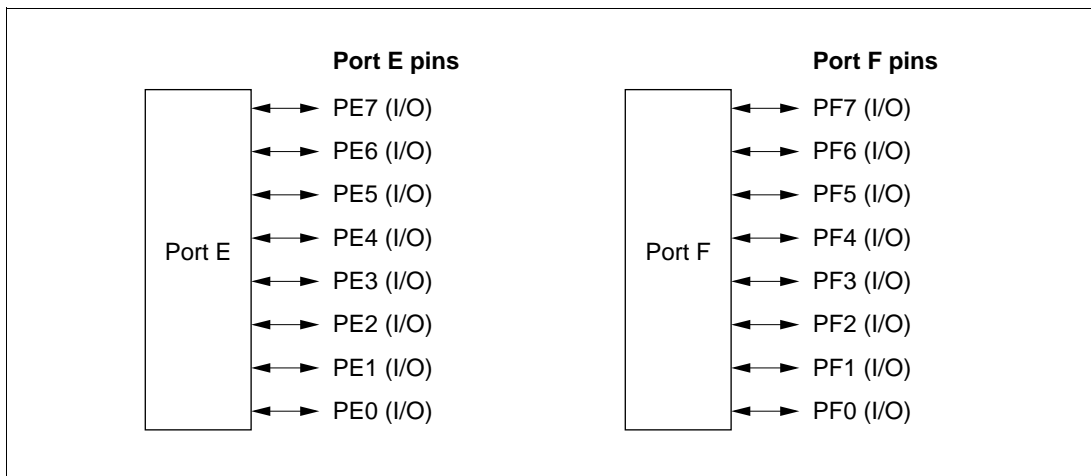 Port E pins
PE7 (I/O)
PE6 (I/O)
PE5 (I/O)
PE4 (I/O)
Port E
PE3 (I/O)
PE2 (I/O)
PE1 (I/O)
PE0 (I/O)
Port F pins
PF7 (I/O)
PF6 (I/O)
PF5 (I/O)
PF4 (I/O)
Port F
PF3 (I/O)
PF2 (I/O)
PF1 (I/O)
PF0 (I/O)